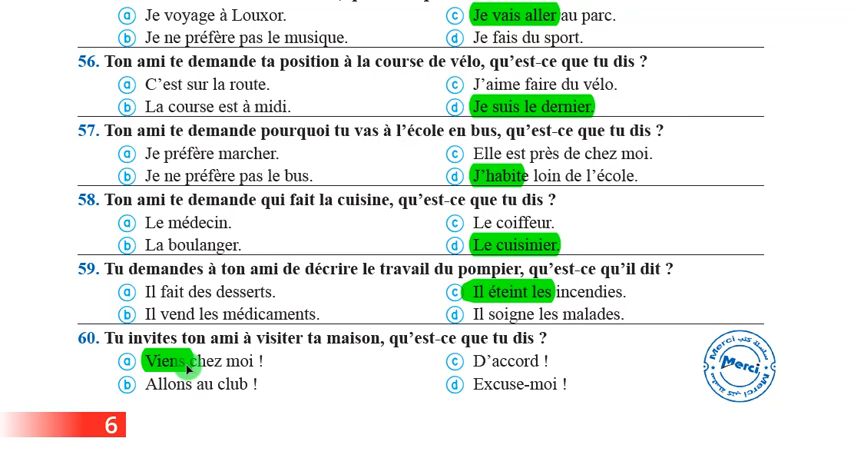 ⓐ Je voyage à Louxor. ⓒ Je vais aller au parc.
ⓑ Je ne préfère pas le musique. ⓓ Je fais du sport.
56. Ton ami te demande ta position à la course de vélo, qu'est-ce que tu dis ?
ⓐ C'est sur la route. ⓒ J'aime faire du vélo.
ⓑ La course est à midi. ⓓ Je suis le dernier.
57. Ton ami te demande pourquoi tu vas à l'école en bus, qu'est-ce que tu dis ?
ⓐ Je préfère marcher. ⓒ Elle est près de chez moi.
ⓑ Je ne préfère pas le bus. ⓓ J'habite loin de l'école.
58. Ton ami te demande qui fait la cuisine, qu'est-ce que tu dis ?
ⓐ Le médecin. ⓒ Le coiffeur.
ⓑ La boulanger. ⓓ Le cuisinier.
59. Tu demandes à ton ami de décrire le travail du pompier, qu'est-ce qu'il dit ?
ⓐ Il fait des desserts. ⓒ Il éteint les incendies.
ⓑ Il vend les médicaments. ⓓ Il soigne les malades.
60. Tu invites ton ami à visiter ta maison, qu'est-ce que tu dis ?
ⓐ Viens chez moi ! ⓒ D'accord !
ⓑ Allons au club ! ⓓ Excuse-moi !
Merci سلسلة كتب
Merci
Merci سلسلة كتب
6